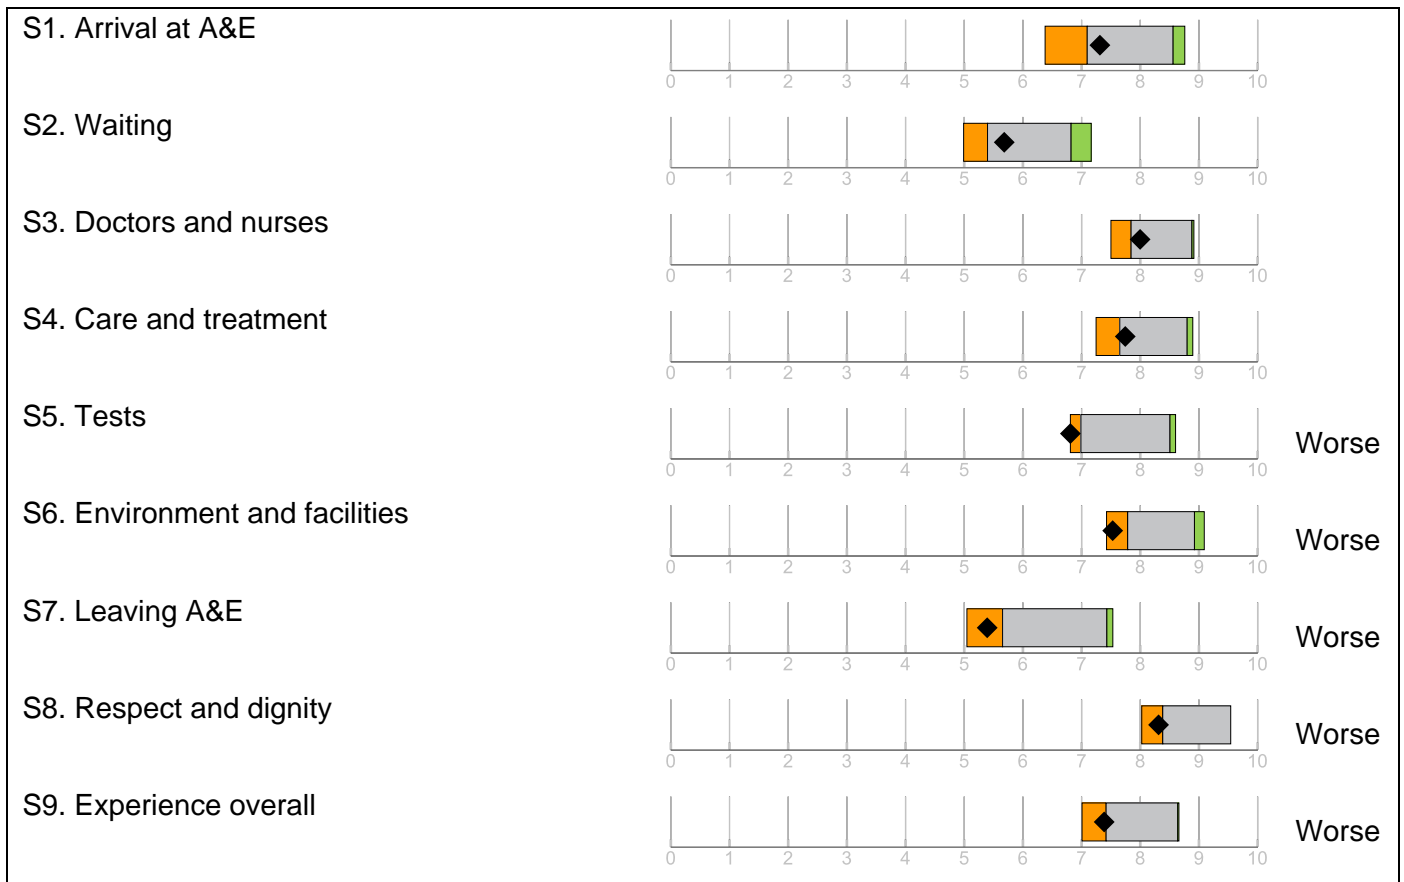 S1. Arrival at A&E
0 1 2 3 4 5 6 7 8 9 10
S2. Waiting
0 1 2 3 4 5 6 7 8 9 10
S3. Doctors and nurses
0 1 2 3 4 5 6 7 8 9 10
S4. Care and treatment
0 1 2 3 4 5 6 7 8 9 10
S5. Tests
Worse
0 1 2 3 4 5 6 7 8 9 10
S6. Environment and facilities
Worse
0 1 2 3 4 5 6 7 8 9 10
S7. Leaving A&E
Worse
0 1 2 3 4 5 6 7 8 9 10
S8. Respect and dignity
Worse
0 1 2 3 4 5 6 7 8 9 10
S9. Experience overall
Worse
0 1 2 3 4 5 6 7 8 9 10